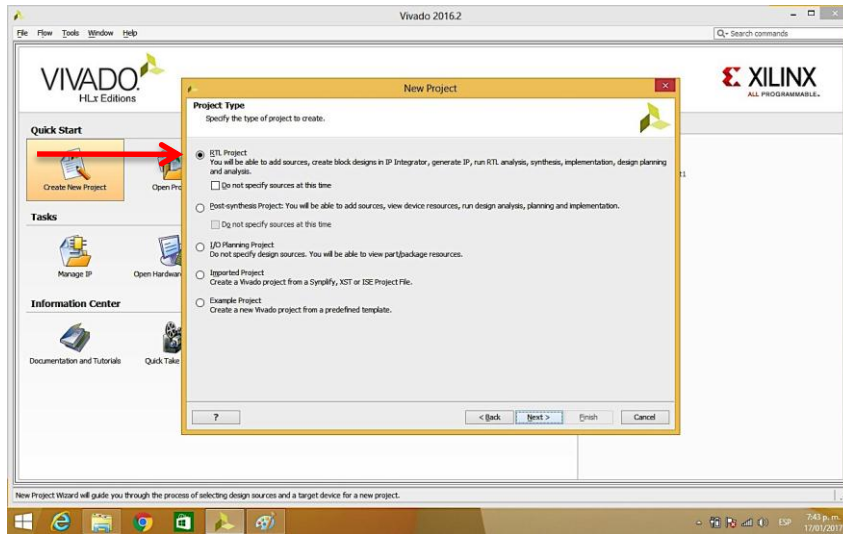 Vivado 2016.2
File Flow Tools Window Help
Search commands
VIVADO
HLx Editions
XILINX
ALL PROGRAMMABLE.
Quick Start
Create New Project
Open Pro
Tasks
Manage IP
Open Hardwar
Information Center
Documentation and Tutorials
Quick Take
New Project
Project Type
Specify the type of project to create.
RTL Project
You will be able to add sources, create block designs in IP Integrator, generate IP, run RTL analysis, synthesis, implementation, design planning
and analysis.
Do not specify sources at this time
Post-synthesis Project: You will be able to add sources, view device resources, run design analysis, planning and implementation.
Do not specify sources at this time
I/O Planning Project
Do not specify design sources. You will be able to view part/package resources.
Imported Project
Create a Vivado project from a Synplify, XST or ISE Project File.
Example Project
Create a new Vivado project from a predefined template.
?
< Back Next > Finish Cancel
New Project Wizard will guide you through the process of selecting design sources and a target device for a new project.
ESP
7:43 p. m.
17/01/2017